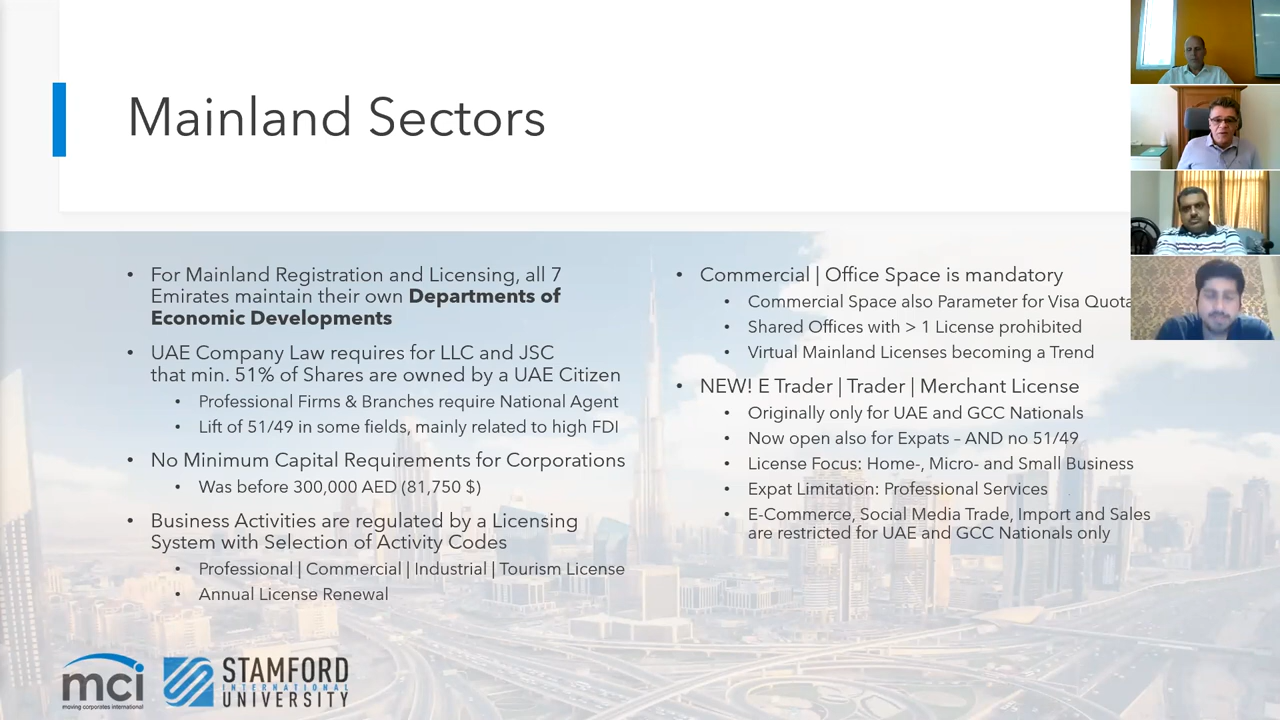 Mainland Sectors
• For Mainland Registration and Licensing, all 7
Emirates maintain their own Departments of
Economic Developments
• UAE Company Law requires for LLC and JSC
that min. 51% of Shares are owned by a UAE Citizen
• Professional Firms & Branches require National Agent
• Lift of 51/49 in some fields, mainly related to high FDI
• No Minimum Capital Requirements for Corporations
• Was before 300,000 AED (81,750 $)
• Business Activities are regulated by a Licensing
System with Selection of Activity Codes
• Professional | Commercial | Industrial | Tourism License
• Annual License Renewal
• Commercial | Office Space is mandatory
• Commercial Space also Parameter for Visa Quota
• Shared Offices with > 1 License prohibited
• Virtual Mainland Licenses becoming a Trend
• NEW! E Trader | Trader | Merchant License
• Originally only for UAE and GCC Nationals
• Now open also for Expats – AND no 51/49
• License Focus: Home-, Micro- and Small Business
• Expat Limitation: Professional Services
• E-Commerce, Social Media Trade, Import and Sales
are restricted for UAE and GCC Nationals only
mci
moving corporates international
STAMFORD
INTERNATIONAL
UNIVERSITY